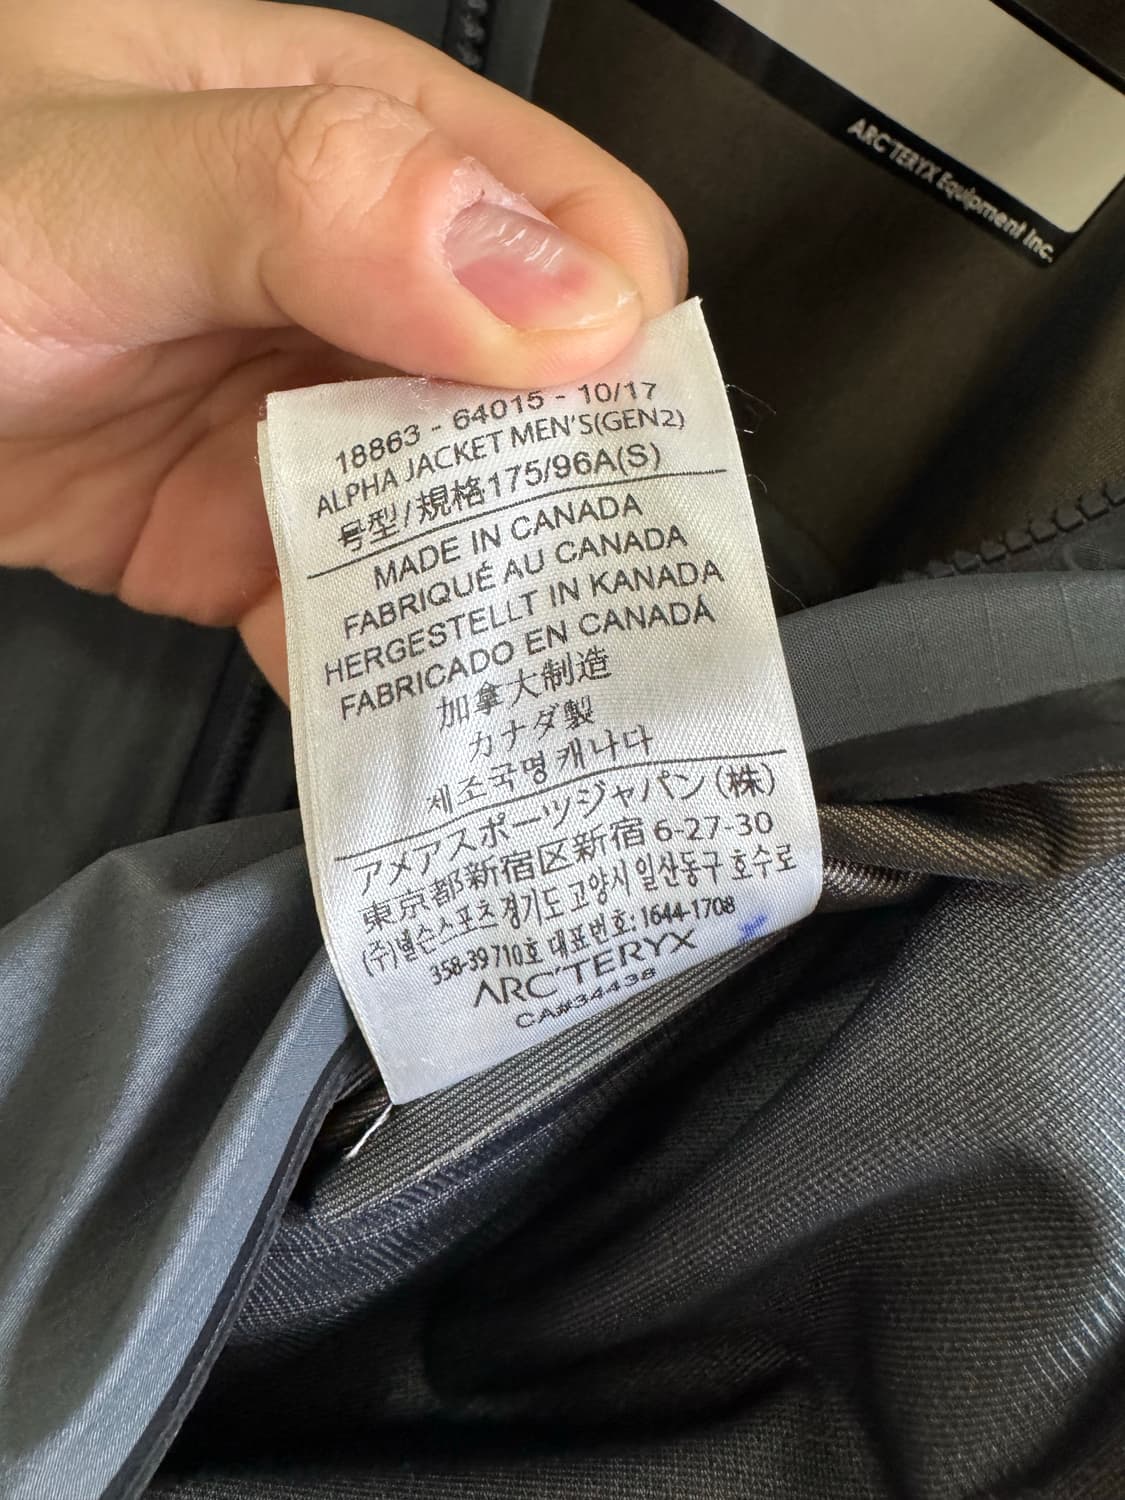 ARC'TERYX Equipment Inc.
18863 - 64015 - 10/17
ALPHA JACKET MEN'S(GEN2)
号型/規格175/96A(S)
MADE IN CANADA
FABRIQUÉ AU CANADA
HERGESTELLT IN KANADA
FABRICADO EN CANADÁ
加拿大制造
カナダ製
제조국명 캐나다
アメアスポーツジャパン(株)
東京都新宿区新宿 6-27-30
(주)넬슨스포츠 경기도 고양시 일산동구 호수로
358-39 710호 대표번호: 1644-1708
ARC'TERYX
CA#34438